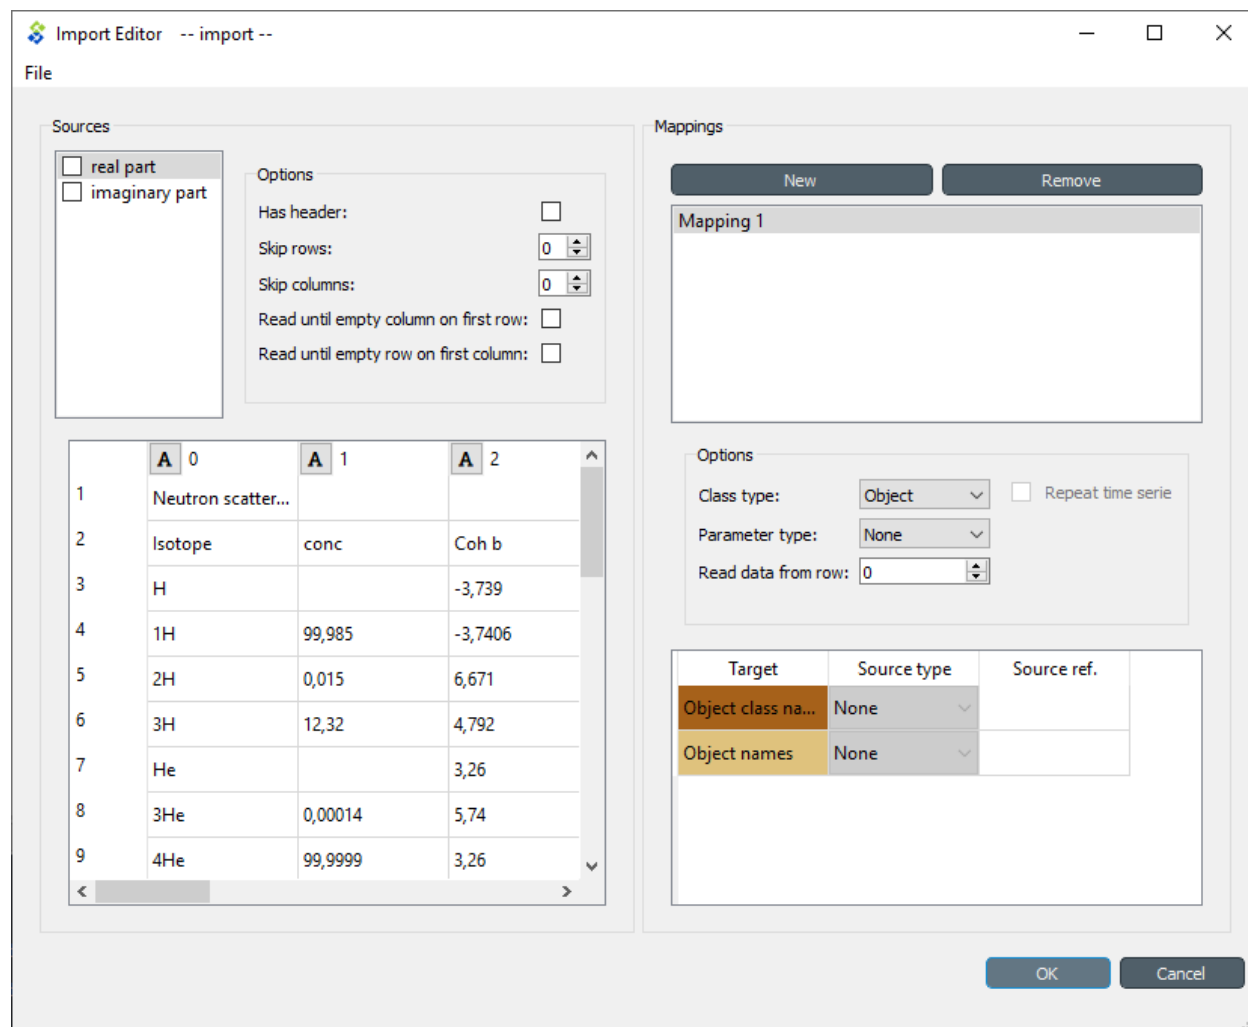 Import Editor -- import --
File
Sources
real part
imaginary part
Options
Has header:
Skip rows: 0
Skip columns: 0
Read until empty column on first row:
Read until empty row on first column:
A 0 A 1 A 2
1 Neutron scatter...
2 Isotope conc Coh b
3 H -3,739
4 1H 99,985 -3,7406
5 2H 0,015 6,671
6 3H 12,32 4,792
7 He 3,26
8 3He 0,00014 5,74
9 4He 99,9999 3,26
Mappings
New Remove
Mapping 1
Options
Class type: Object Repeat time serie
Parameter type: None
Read data from row: 0
Target Source type Source ref.
Object class na... None
Object names None
OK Cancel